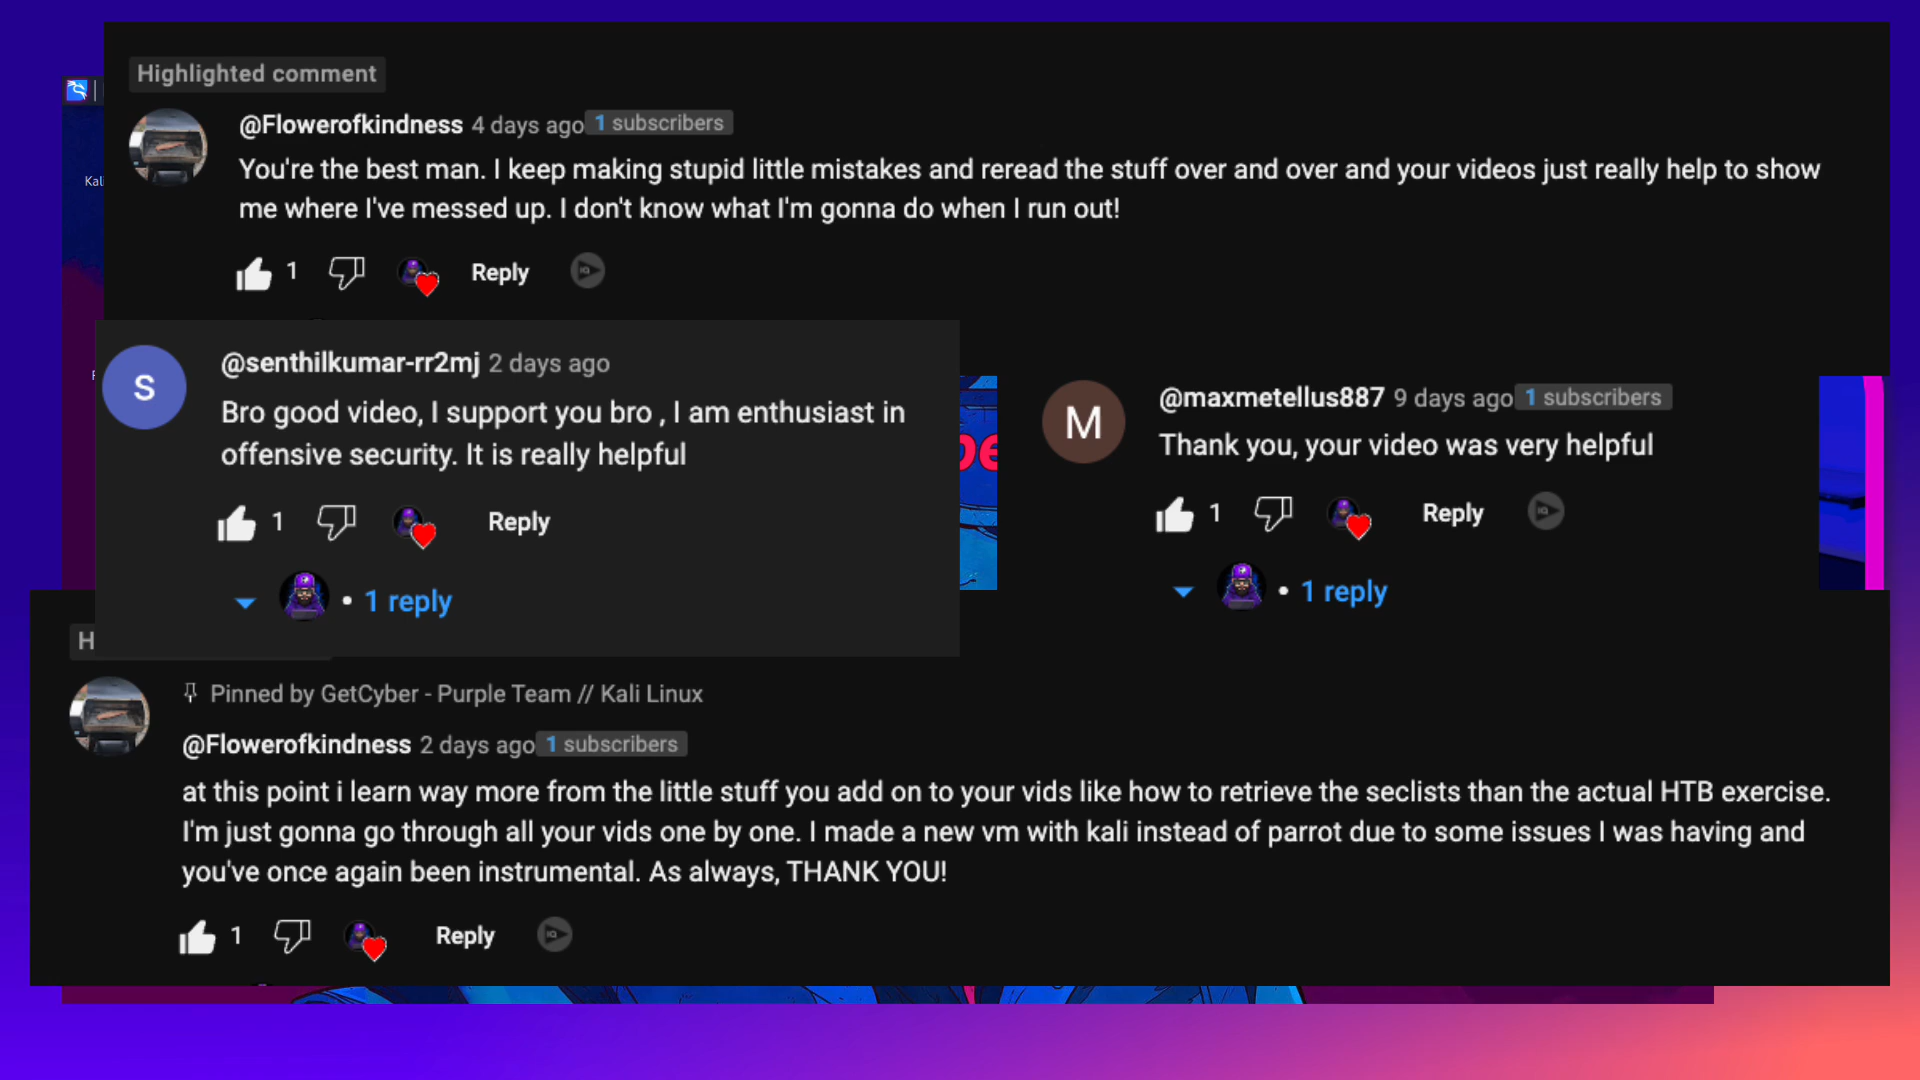 Highlighted comment
@Flowerofkindness 4 days ago 1 subscribers
You're the best man. I keep making stupid little mistakes and reread the stuff over and over and your videos just really help to show
me where I've messed up. I don't know what I'm gonna do when I run out!
1 Reply
Kali
@senthilkumar-rr2mj 2 days ago
S
Bro good video, I support you bro , I am enthusiast in
offensive security. It is really helpful
1 Reply
1 reply
@maxmetellus887 9 days ago 1 subscribers
M
Thank you, your video was very helpful
1 Reply
1 reply
H
Pinned by GetCyber - Purple Team // Kali Linux
@Flowerofkindness 2 days ago 1 subscribers
at this point i learn way more from the little stuff you add on to your vids like how to retrieve the seclists than the actual HTB exercise.
I'm just gonna go through all your vids one by one. I made a new vm with kali instead of parrot due to some issues I was having and
you've once again been instrumental. As always, THANK YOU!
1 Reply